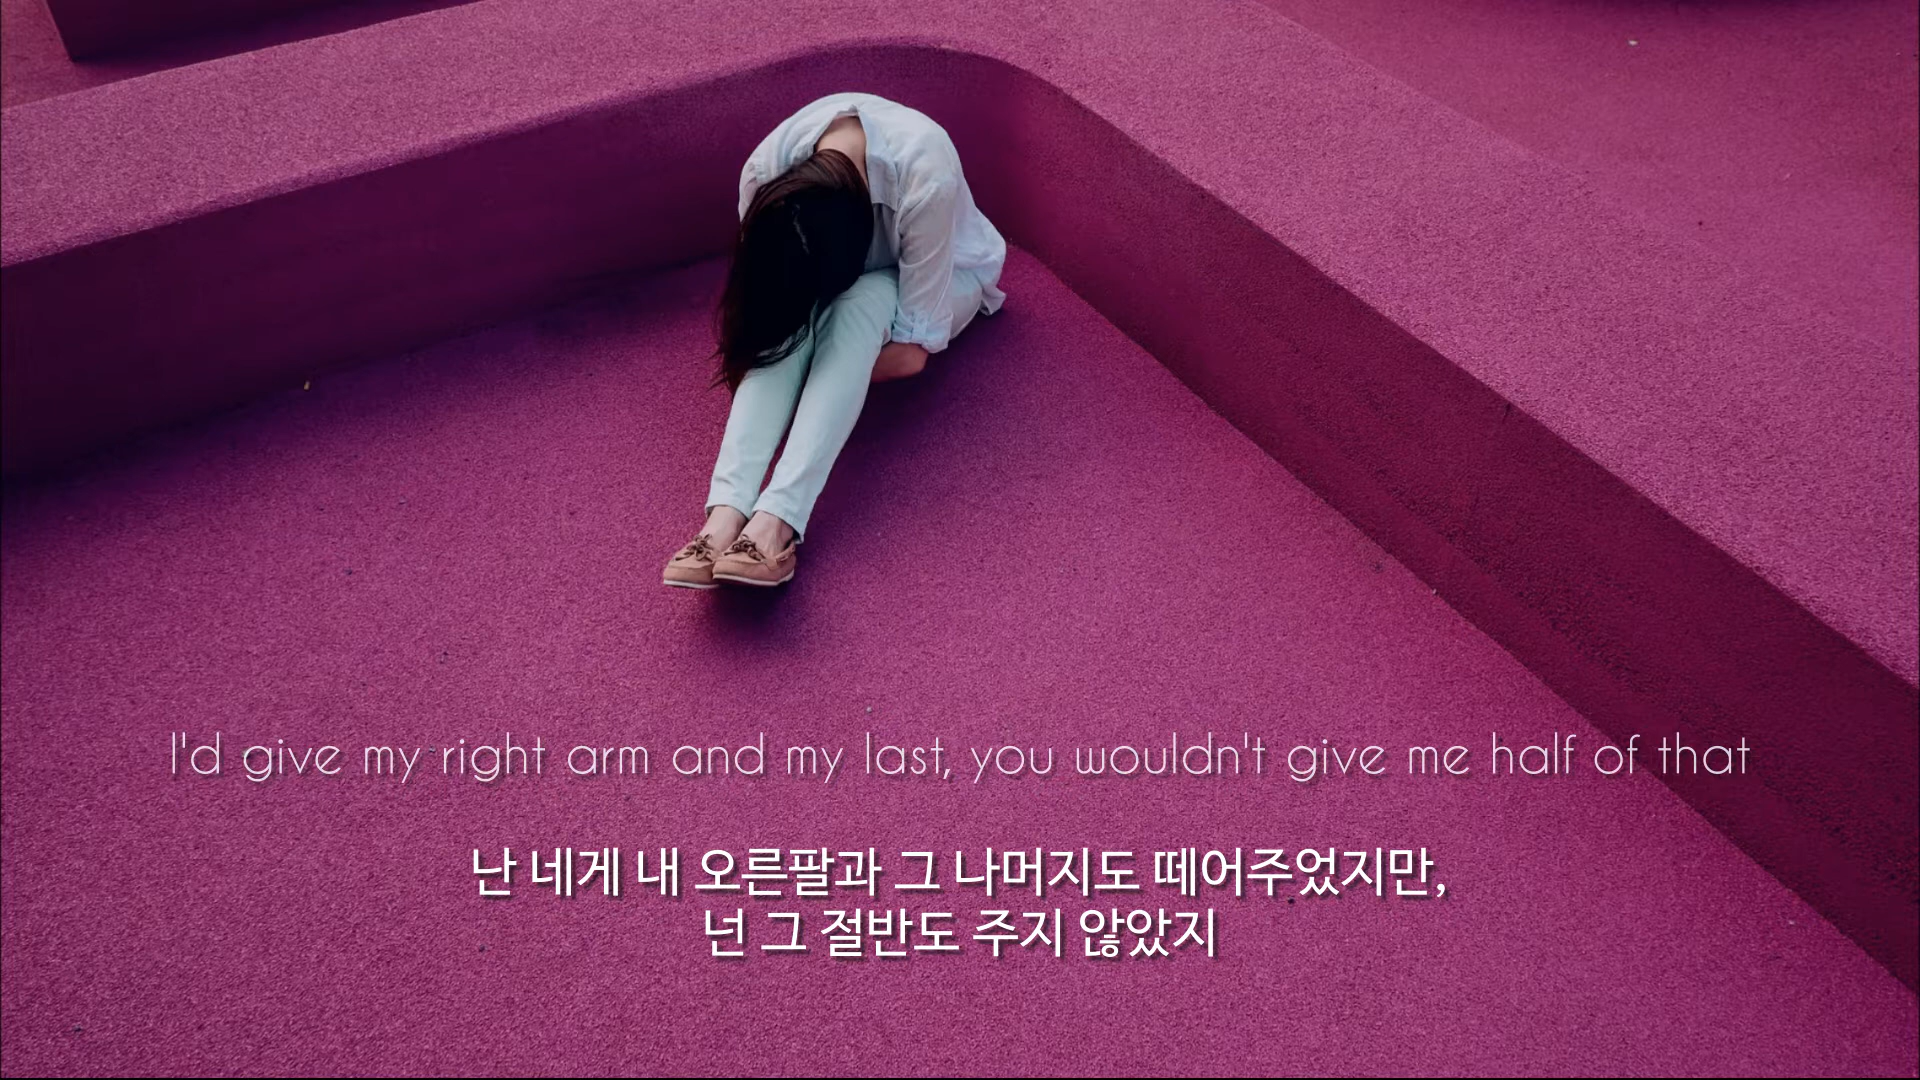 I'd give my right arm and my last, you wouldn't give me half of that
난 네게 내 오른팔과 그 나머지도 떼어주었지만,
넌 그 절반도 주지 않았지